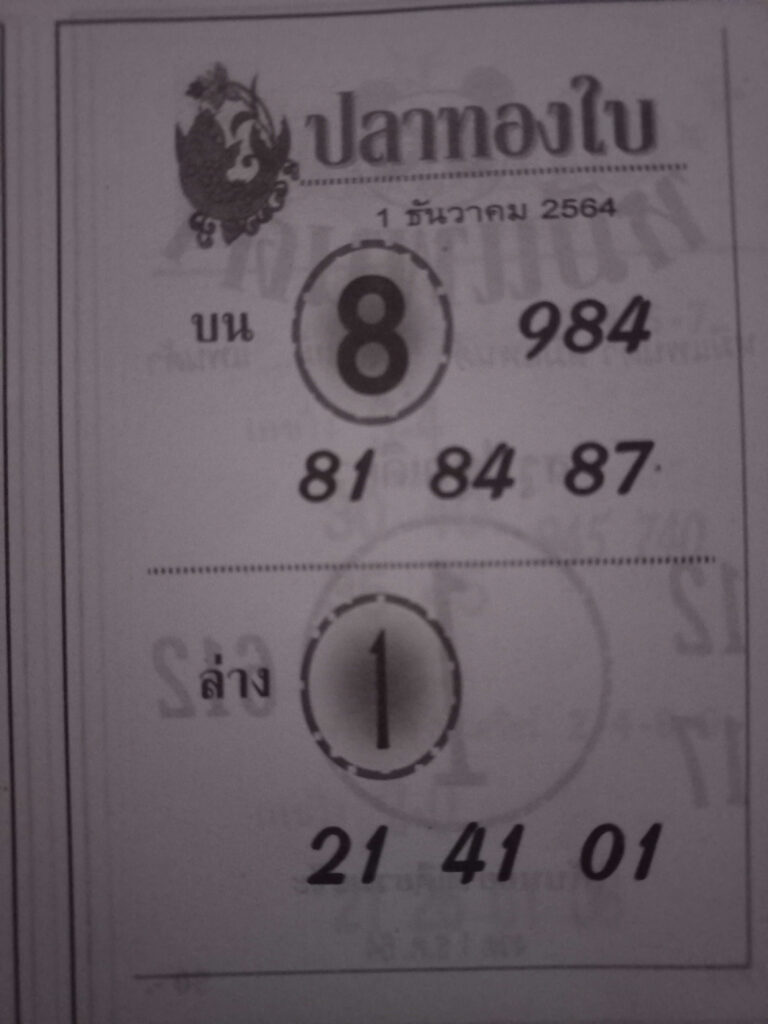 ปลาทองใบ
1 ธันวาคม 2564
บน 8 984
81 84 87
ล่าง 1
21 41 01